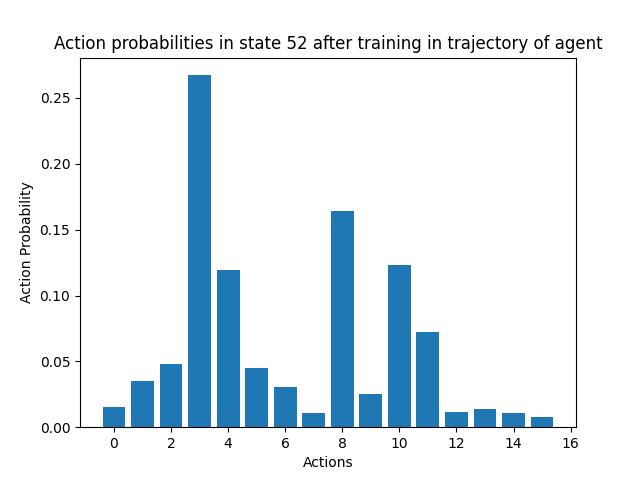 Action probabilities in state 52 after training in trajectory of agent
0.25
0.20
0.15
0.10
0.05
0.00
Action Probability
0 2 4 6 8 10 12 14 16
Actions